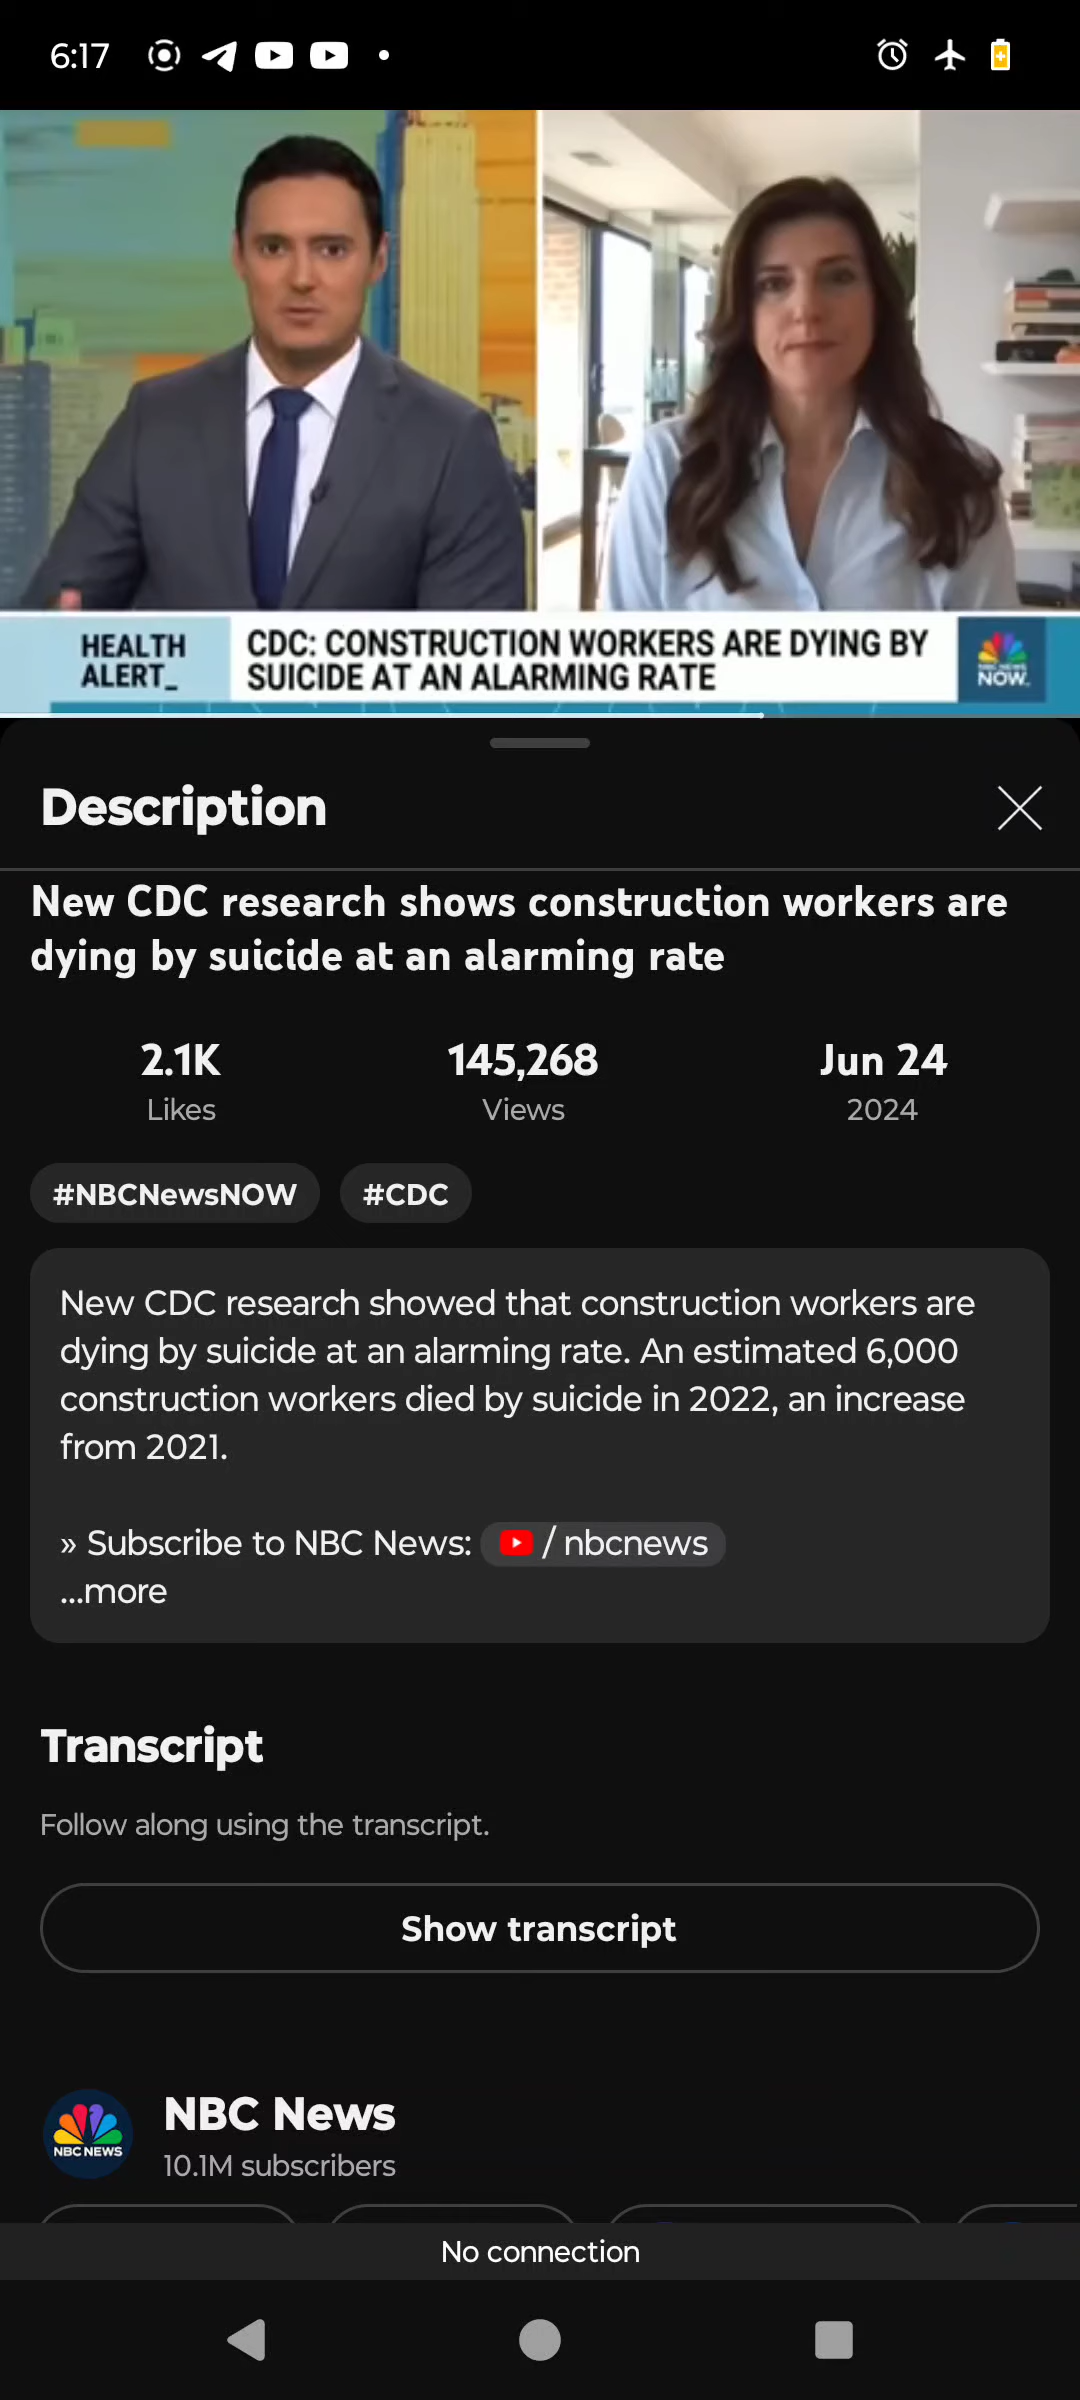 6:17
HEALTH ALERT_
CDC: CONSTRUCTION WORKERS ARE DYING BY
SUICIDE AT AN ALARMING RATE
NBC NEWS
NOW.
Description
New CDC research shows construction workers are
dying by suicide at an alarming rate
2.1K 145,268 Jun 24
Likes Views 2024
#NBCNewsNOW #CDC
New CDC research showed that construction workers are
dying by suicide at an alarming rate. An estimated 6,000
construction workers died by suicide in 2022, an increase
from 2021.
» Subscribe to NBC News: / nbcnews
...more
Transcript
Follow along using the transcript.
Show transcript
NBC NEWS
NBC News
10.1M subscribers
No connection